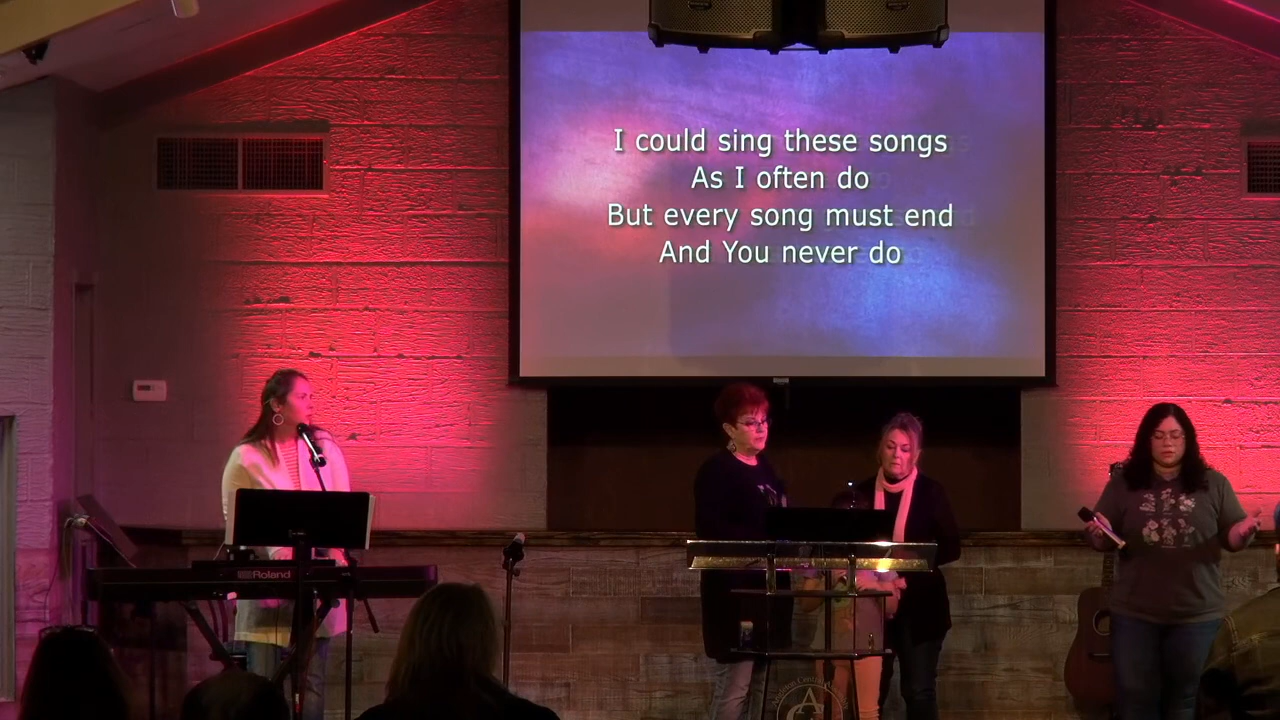 I could sing these songs
As I often do
But every song must end
And You never do
Roland